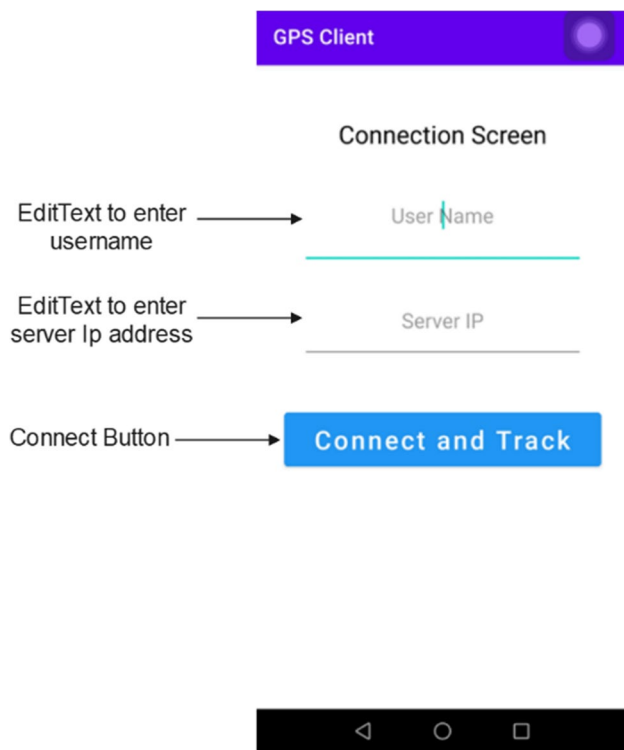 GPS Client
Connection Screen
EditText to enter
username
User Name
EditText to enter
server Ip address
Server IP
Connect Button
Connect and Track